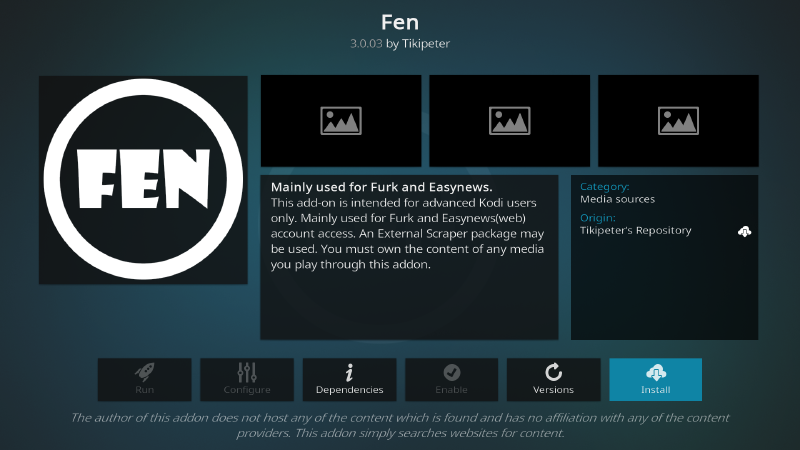 Fen
3.0.03 by Tikipeter
FEN
Mainly used for Furk and Easynews.
This add-on is intended for advanced Kodi users
only. Mainly used for Furk and Easynews(web)
account access. An External Scraper package may
be used. You must own the content of any media
you play through this addon.
Category:
Media sources
Origin:
Tikipeter's Repository
Run
Configure
Dependencies
Enable
Versions
Install
The author of this addon does not host any of the content which is found and has no affiliation with any of the content
providers. This addon simply searches websites for content.